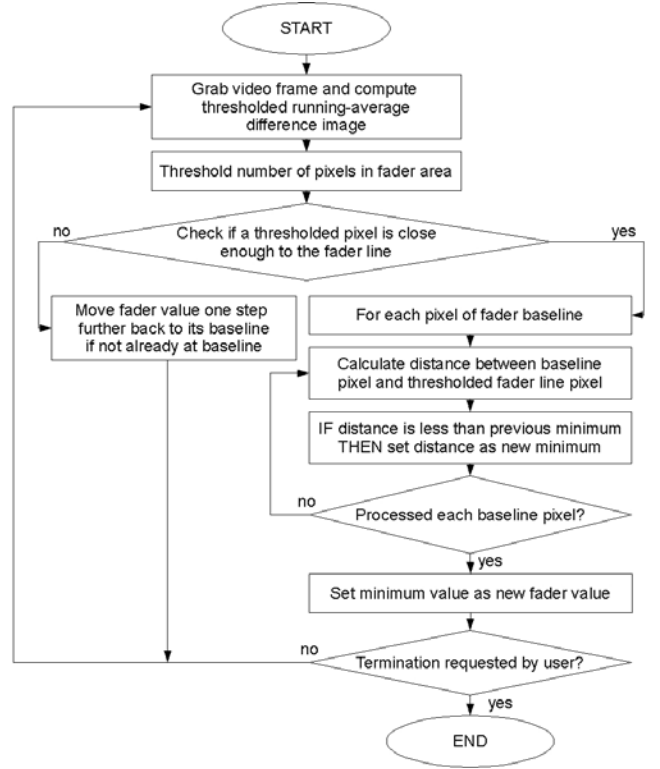 START
Grab video frame and compute
thresholded running-average
difference image
Threshold number of pixels in fader area
no
Check if a thresholded pixel is close
enough to the fader line
yes
Move fader value one step
further back to its baseline
if not already at baseline
For each pixel of fader baseline
Calculate distance between baseline
pixel and thresholded fader line pixel
IF distance is less than previous minimum
THEN set distance as new minimum
no
Processed each baseline pixel?
yes
Set minimum value as new fader value
no
Termination requested by user?
yes
END